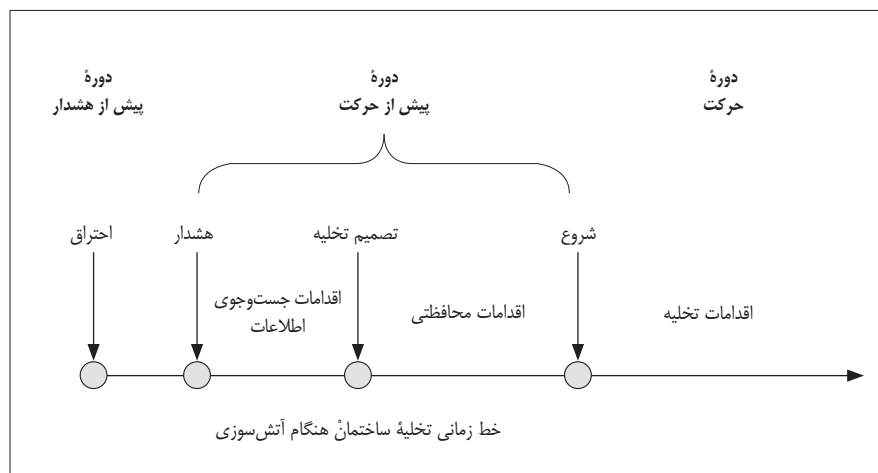 دورهٔ
حرکت
دورهٔ
پیش از حرکت
دورهٔ
پیش از هشدار
شروع
تصمیم تخلیه
هشدار
احتراق
اقدامات تخلیه
اقدامات محافظتی
اقدامات جست‌وجوی
اطلاعات
خط زمانی تخلیهٔ ساختمانْ هنگام آتش‌سوزی